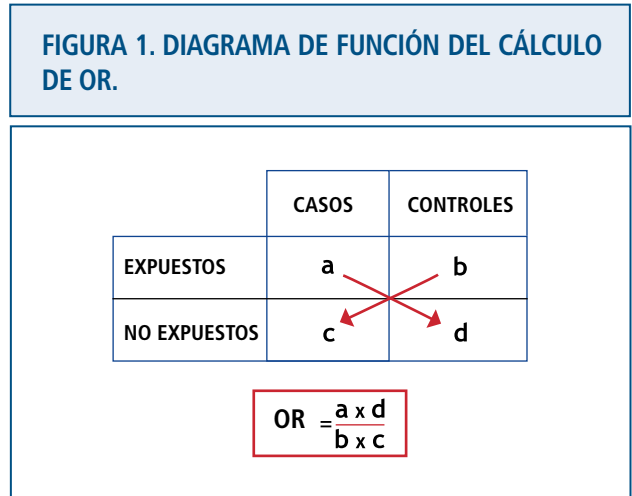 FIGURA 1. DIAGRAMA DE FUNCIÓN DEL CÁLCULO
DE OR.
CASOS CONTROLES
EXPUESTOS a b
NO EXPUESTOS c d
OR = a x d
b x c